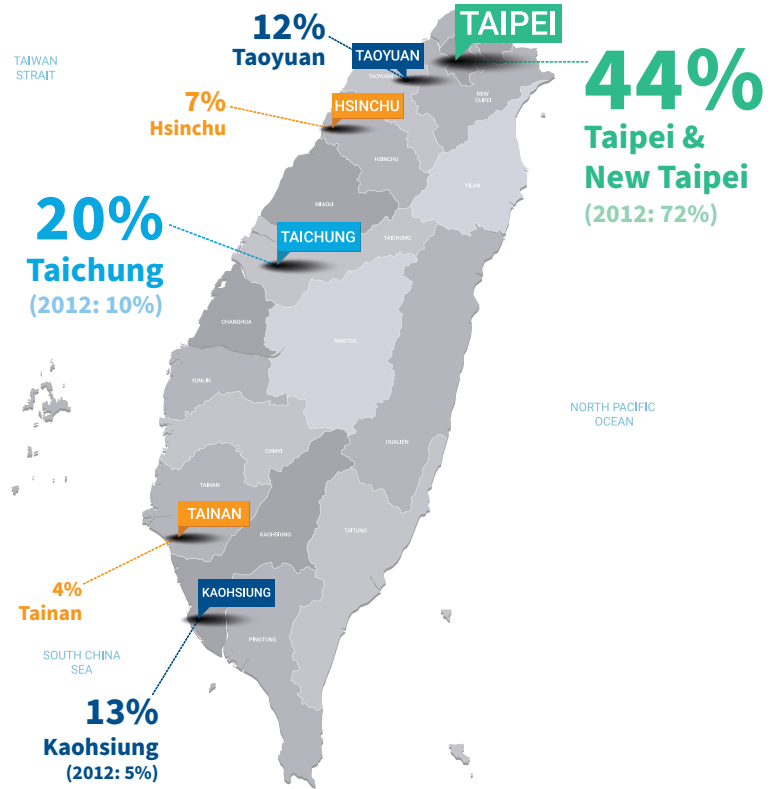 TAIPEI
12%
Taoyuan
TAOYUAN
TAOYUAN
TAIWAN
STRAIT
44%
Taipei &
New Taipei
(2012: 72%)
NEW
TAIPEI
7%
Hsinchu
HSINCHU
HSINCHU
YILAN
MIAOLI
20%
Taichung
(2012: 10%)
TAICHUNG
TAICHUNG
CHANGHUA
NANTOU
YUNLIN
NORTH PACIFIC
OCEAN
HUALIEN
CHIAYI
TAINAN
TAINAN
KAOHSIUNG
TAITUNG
4%
Tainan
KAOHSIUNG
PINGTUNG
SOUTH CHINA
SEA
13%
Kaohsiung
(2012: 5%)